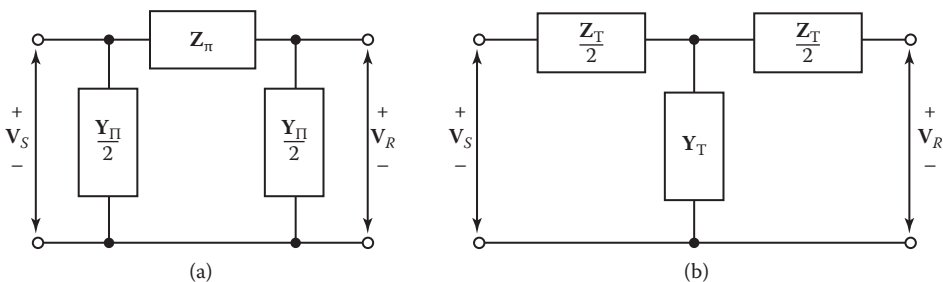 Z_π
Y_Π
2
Y_Π
2
+
V_S
−
+
V_R
−
(a)
Z_T
2
Z_T
2
Y_T
+
V_S
−
+
V_R
−
(b)